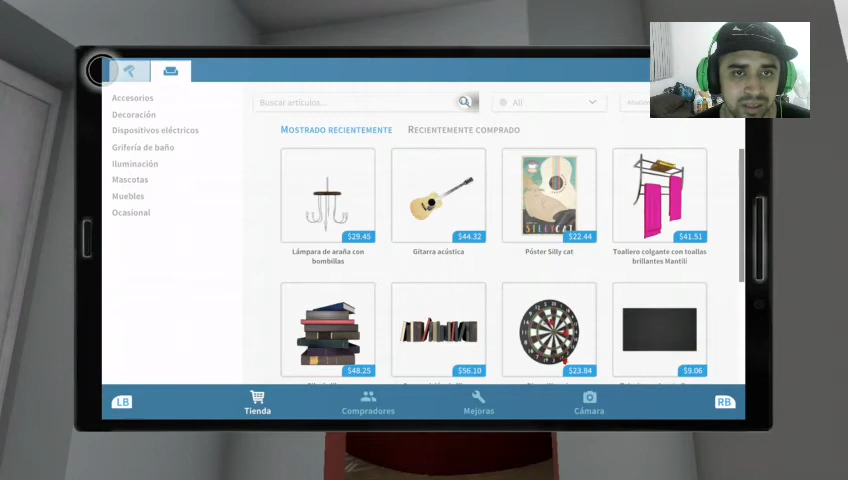 Accesorios
Decoración
Dispositivos eléctricos
Grifería de baño
Iluminación
Mascotas
Muebles
Ocasional
Buscar artículos...
All
MOSTRADO RECIENTEMENTE
RECIENTEMENTE COMPRADO
$29.45
$44.32
$22.44
$41.51
Lámpara de araña con
bombillas
Gitarra acústica
Póster Silly cat
Toallero colgante con toallas
brillantes Mantili
$48.25
$56.10
$23.84
$9.06
LB
Tienda
Compradores
Mejoras
Cámara
RB